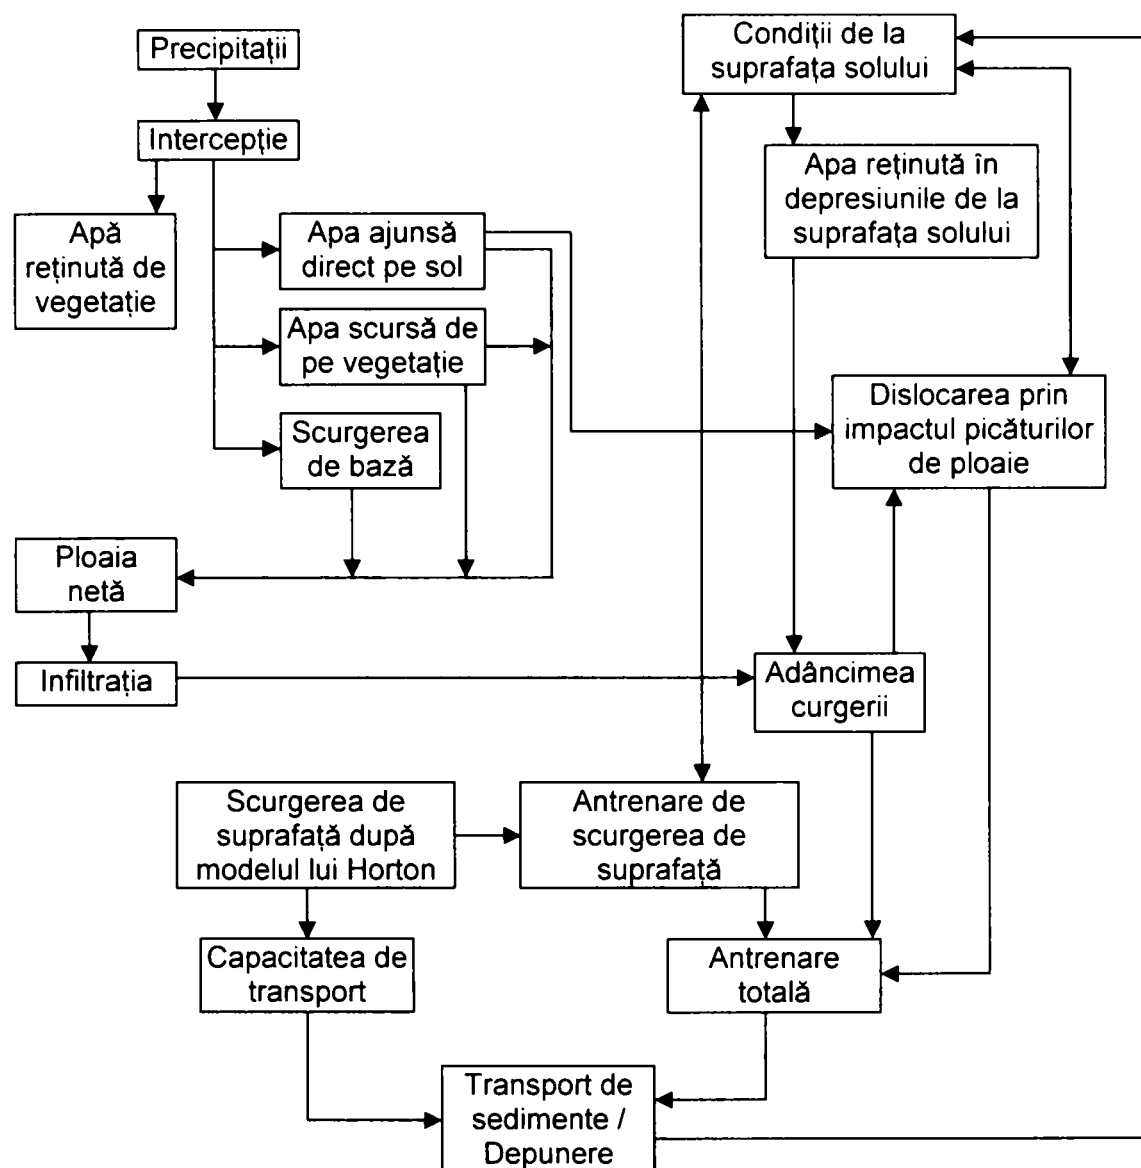 Precipitații
Intercepție
Apă
reținută de
vegetație
Apa ajunsă
direct pe sol
Apa scursă de
pe vegetație
Scurgerea
de bază
Ploaia
netă
Infiltrația
Condiții de la
suprafața solului
Apa reținută în
depresiunile de la
suprafața solului
Dislocarea prin
impactul picăturilor
de ploaie
Adâncimea
curgerii
Scurgerea de
suprafață după
modelul lui Horton
Antrenare de
scurgerea de
suprafață
Capacitatea de
transport
Antrenare
totală
Transport de
sedimente /
Depunere